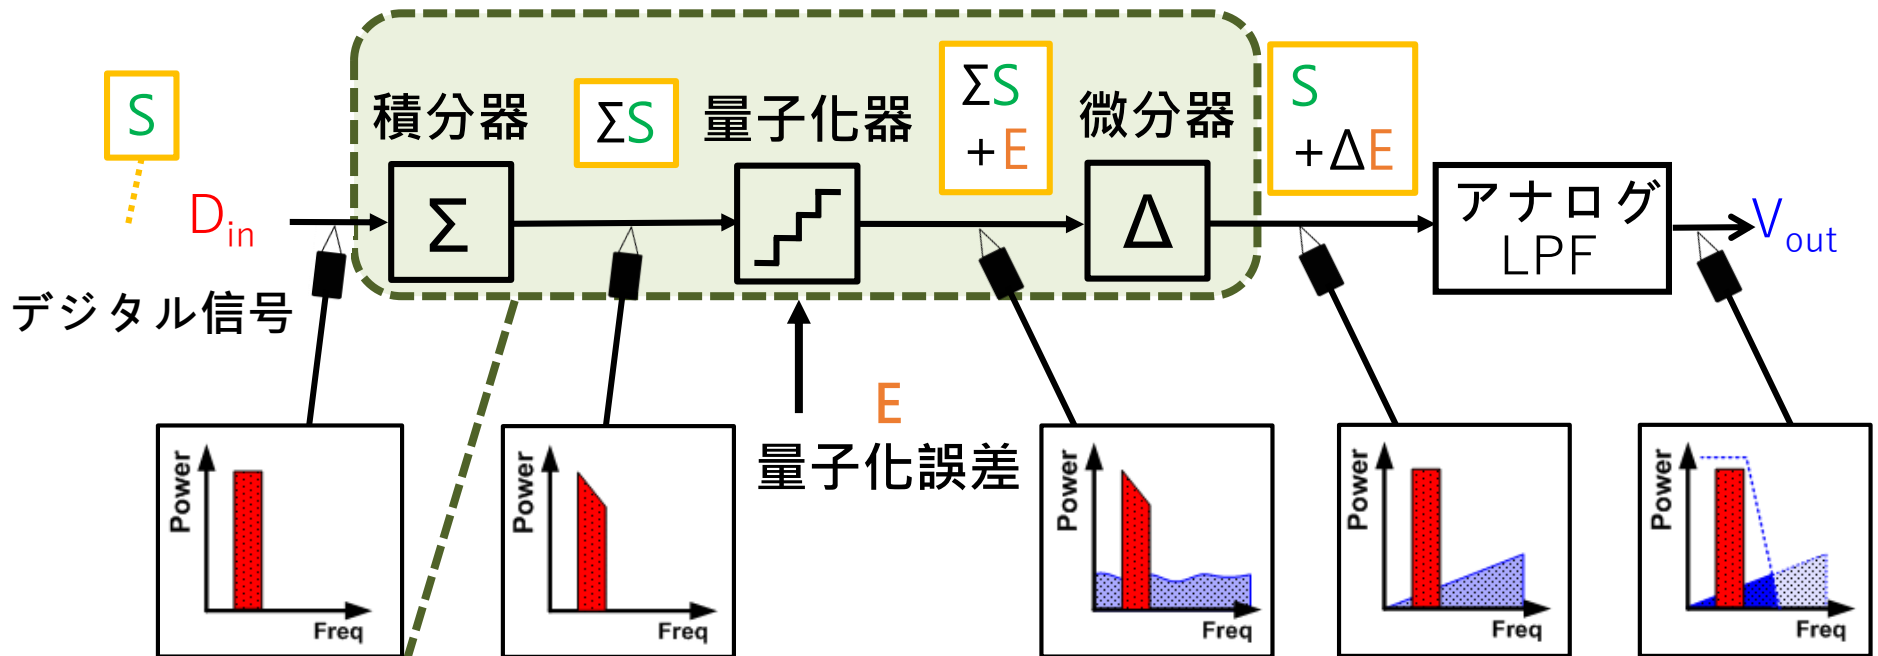 S
積分器
ΣS
量子化器
ΣS
+E
微分器
S
+ΔE
D_in
Σ
Δ
アナログ
LPF
V_out
デジタル信号
E
量子化誤差
Power
Freq
Power
Freq
Power
Freq
Power
Freq
Power
Freq